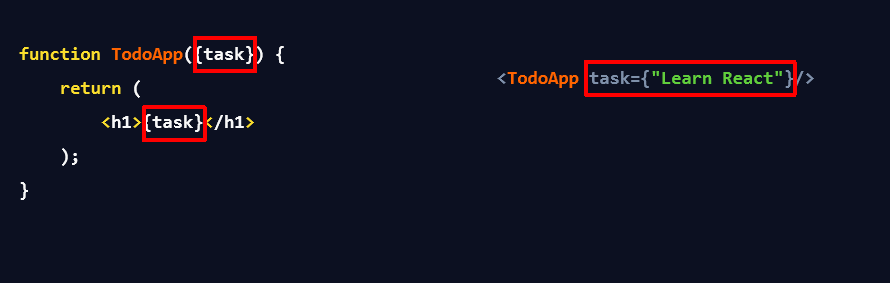 function TodoApp({task}) {
return (
<h1>{task}</h1>
);
}
<TodoApp task={"Learn React"}/>